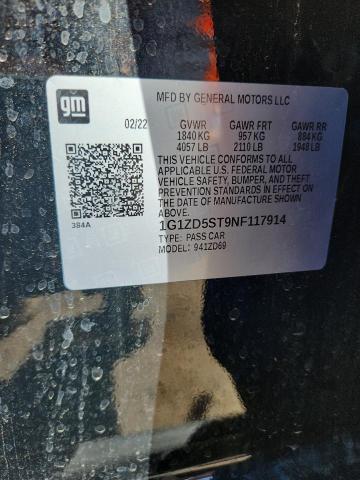 gm
MFD BY GENERAL MOTORS LLC
02/22 GVWR GAWR FRT GAWR RR
1840 KG 957 KG 884 KG
4057 LB 2110 LB 1948 LB
THIS VEHICLE CONFORMS TO ALL
APPLICABLE U.S. FEDERAL MOTOR
VEHICLE SAFETY, BUMPER, AND THEFT
PREVENTION STANDARDS IN EFFECT ON
THE DATE OF MANUFACTURE SHOWN
ABOVE.
1G1ZD5ST9NF117914
TYPE: PASS CAR
MODEL: 941ZD69
384A